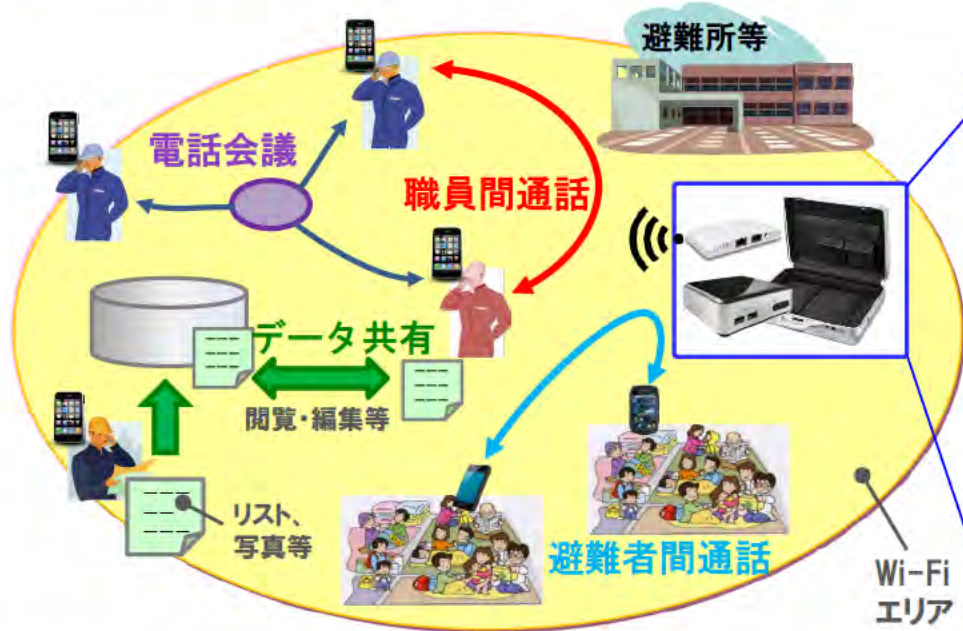 避難所等
電話会議
職員間通話
データ共有
閲覧・編集等
リスト、
写真等
避難者間通話
Wi-Fi
エリア